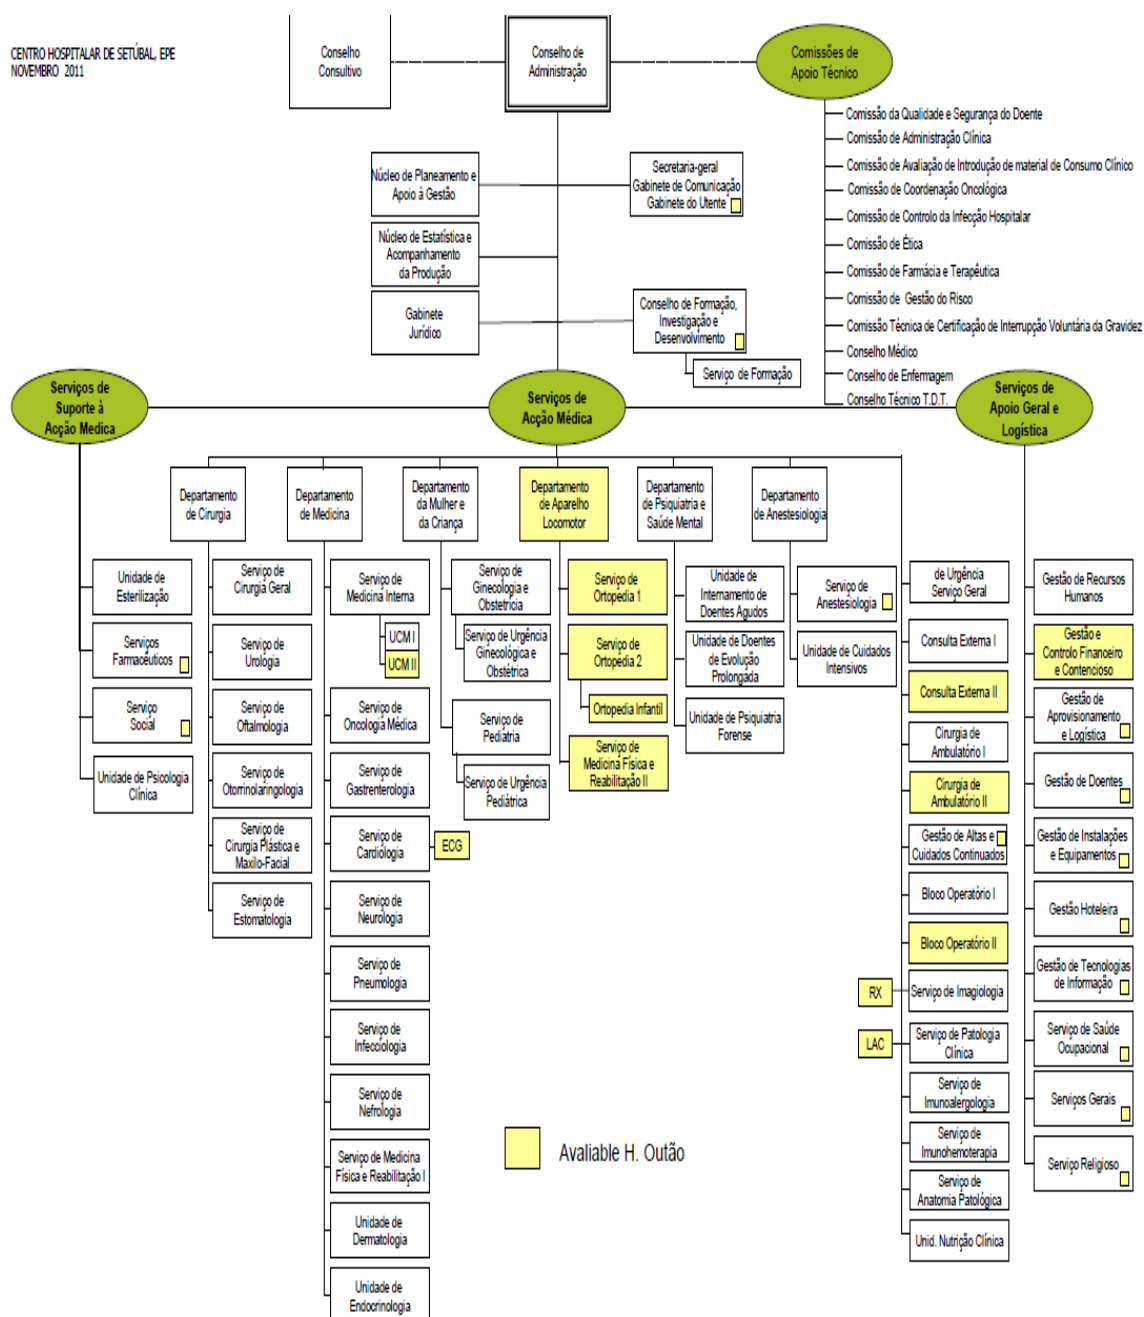 CENTRO HOSPITALAR DE SETÚBAL, EPE
NOVEMBRO 2011
Conselho
Consultivo
Conselho de
Administração
Comissões de
Apoio Técnico
Comissão da Qualidade e Segurança do Doente
Comissão de Administração Clínica
Comissão de Avaliação de Introdução de material de Consumo Clínico
Comissão de Coordenação Oncológica
Comissão de Controlo da Infecção Hospitalar
Comissão de Ética
Comissão de Farmácia e Terapêutica
Comissão de Gestão do Risco
Comissão Técnica de Certificação de Interrupção Voluntária da Gravidez
Conselho Médico
Conselho de Enfermagem
Conselho Técnico T.D.T.
Núcleo de Planeamento e
Apoio à Gestão
Secretaria-geral
Gabinete de Comunicação
Gabinete do Utente
Núcleo de Estatística e
Acompanhamento
da Produção
Gabinete
Jurídico
Conselho de Formação,
Investigação e
Desenvolvimento
Serviço de Formação
Serviços de
Suporte à
Acção Medica
Serviços de
Acção Médica
Serviços de
Apoio Geral e
Logística
Departamento
de Cirurgia
Departamento
de Medicina
Departamento
da Mulher e
da Criança
Departamento
de Aparelho
Locomotor
Departamento
de Psiquiatria e
Saúde Mental
Departamento
de Anestesiologia
Unidade de
Esterilização
Serviços
Farmacêuticos
Serviço
Social
Unidade de Psicologia
Clínica
Serviço de
Cirurgia Geral
Serviço de
Urologia
Serviço de
Oftalmologia
Serviço de
Otorrinolaringologia
Serviço de
Cirurgia Plástica e
Maxilo-Facial
Serviço de
Estomatologia
Serviço de
Medicina Interna
UCM I
UCM II
Serviço de
Oncologia Médica
Serviço de
Gastrenterologia
Serviço de
Cardiologia
ECG
Serviço de
Neurologia
Serviço de
Pneumologia
Serviço de
Infecciologia
Serviço de
Nefrologia
Serviço de Medicina
Física e Reabilitação I
Unidade de
Dermatologia
Unidade de
Endocrinologia
Serviço de
Ginecologia e
Obstetrícia
Serviço de Urgência
Ginecológica e
Obstétrica
Serviço de
Pediatria
Serviço de Urgência
Pediátrica
Serviço de
Ortopedia 1
Serviço de
Ortopédia 2
Ortopedia Infantil
Serviço de
Medicina Física e
Reabilitação II
Unidade de
Internamento de
Doentes Agudos
Unidade de Doentes
de Evolução
Prolongada
Unidade de Psiquiatria
Forense
Serviço de
Anestesiologia
Unidade de Cuidados
Intensivos
de Urgência
Serviço Geral
Consulta Externa I
Consulta Externa II
Cirurgia de
Ambulatório I
Cirurgia de
Ambulatório II
Gestão de Altas e
Cuidados Continuados
Bloco Operatório I
Bloco Operatório II
RX
Serviço de Imagiologia
LAC
Serviço de Patologia
Clínica
Serviço de
Imunoalergologia
Serviço de
Imunohemoterapia
Serviço de
Anatomia Patológica
Unid. Nutrição Clínica
Gestão de Recursos
Humanos
Gestão e
Controlo Financeiro
e Contencioso
Gestão de
Aprovisionamento
e Logística
Gestão de Doentes
Gestão de Instalações
e Equipamentos
Gestão Hoteleira
Gestão de Tecnologias
de Informação
Serviço de Saúde
Ocupacional
Serviços Gerais
Serviço Religioso
Avaliable H. Outão